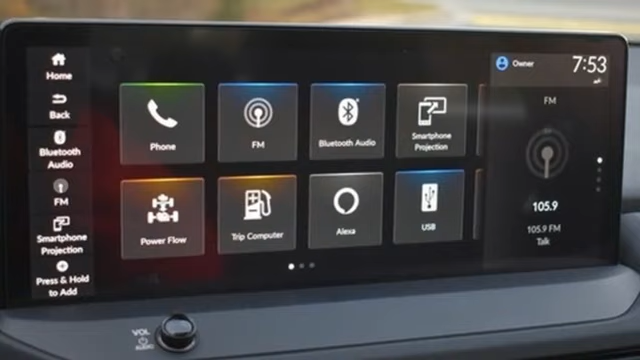 Home
Back
Bluetooth
Audio
FM
Smartphone
Projection
Press & Hold
to Add
Phone
FM
Bluetooth Audio
Smartphone
Projection
Power Flow
Trip Computer
Alexa
USB
Owner
7:53
FM
105.9
105.9 FM
Talk
VOL
AUDIO